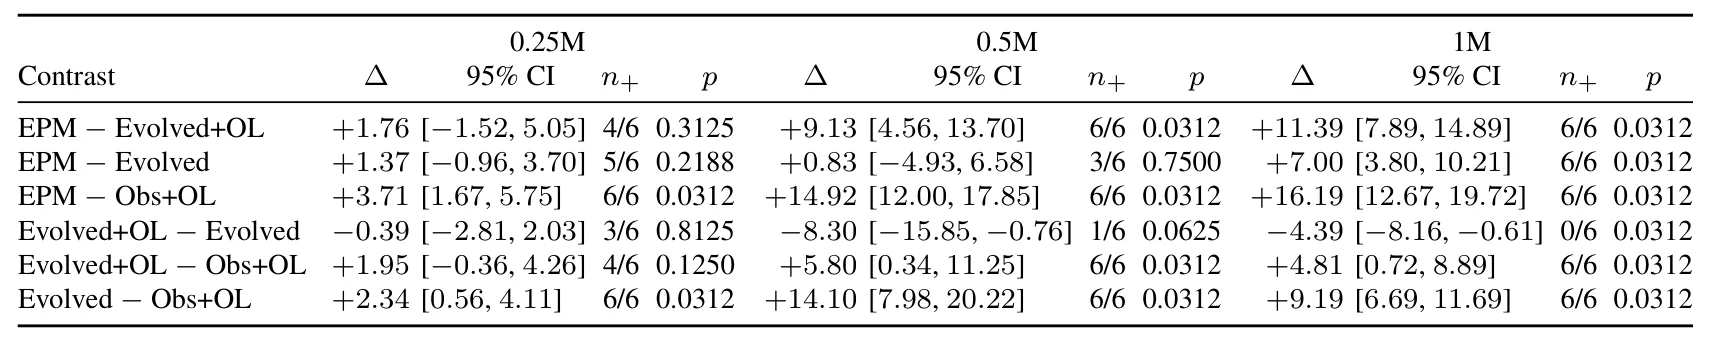 0.25M 0.5M 1M
Contrast Δ 95% CI n+ p Δ 95% CI n+ p Δ 95% CI n+ p
EPM − Evolved+OL +1.76 [−1.52, 5.05] 4/6 0.3125 +9.13 [4.56, 13.70] 6/6 0.0312 +11.39 [7.89, 14.89] 6/6 0.0312
EPM − Evolved +1.37 [−0.96, 3.70] 5/6 0.2188 +0.83 [−4.93, 6.58] 3/6 0.7500 +7.00 [3.80, 10.21] 6/6 0.0312
EPM − Obs+OL +3.71 [1.67, 5.75] 6/6 0.0312 +14.92 [12.00, 17.85] 6/6 0.0312 +16.19 [12.67, 19.72] 6/6 0.0312
Evolved+OL − Evolved −0.39 [−2.81, 2.03] 3/6 0.8125 −8.30 [−15.85, −0.76] 1/6 0.0625 −4.39 [−8.16, −0.61] 0/6 0.0312
Evolved+OL − Obs+OL +1.95 [−0.36, 4.26] 4/6 0.1250 +5.80 [0.34, 11.25] 6/6 0.0312 +4.81 [0.72, 8.89] 6/6 0.0312
Evolved − Obs+OL +2.34 [0.56, 4.11] 6/6 0.0312 +14.10 [7.98, 20.22] 6/6 0.0312 +9.19 [6.69, 11.69] 6/6 0.0312